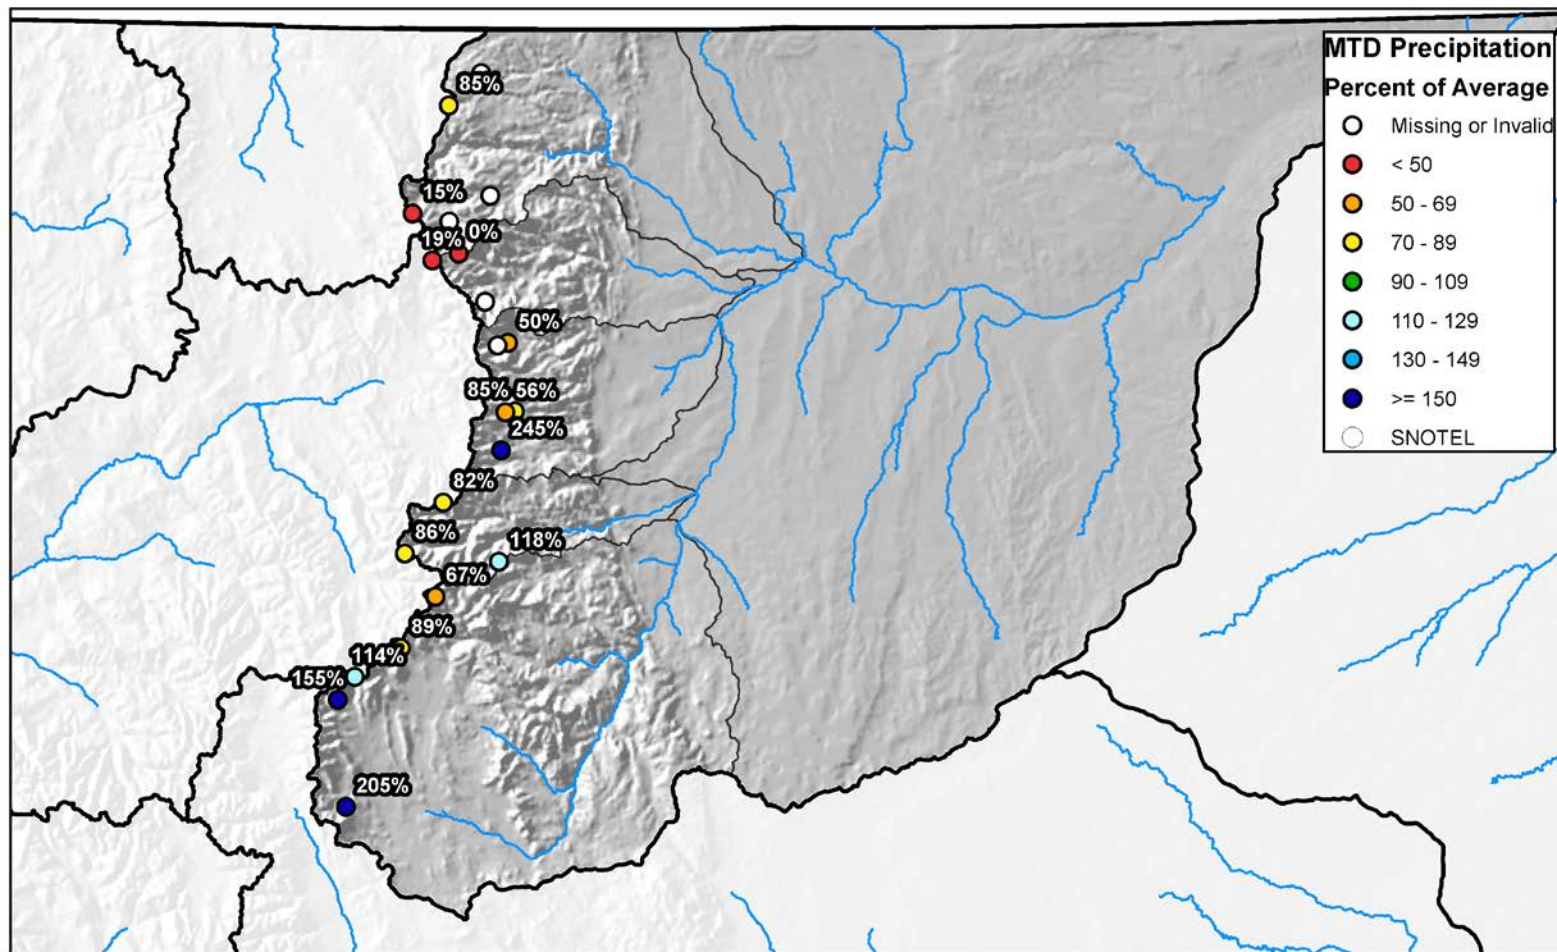 MTD Precipitation
Percent of Average
Missing or Invalid
< 50
50 - 69
70 - 89
90 - 109
110 - 129
130 - 149
>= 150
SNOTEL
85%
15%
19%
0%
50%
85%
56%
245%
82%
86%
118%
67%
89%
114%
155%
205%